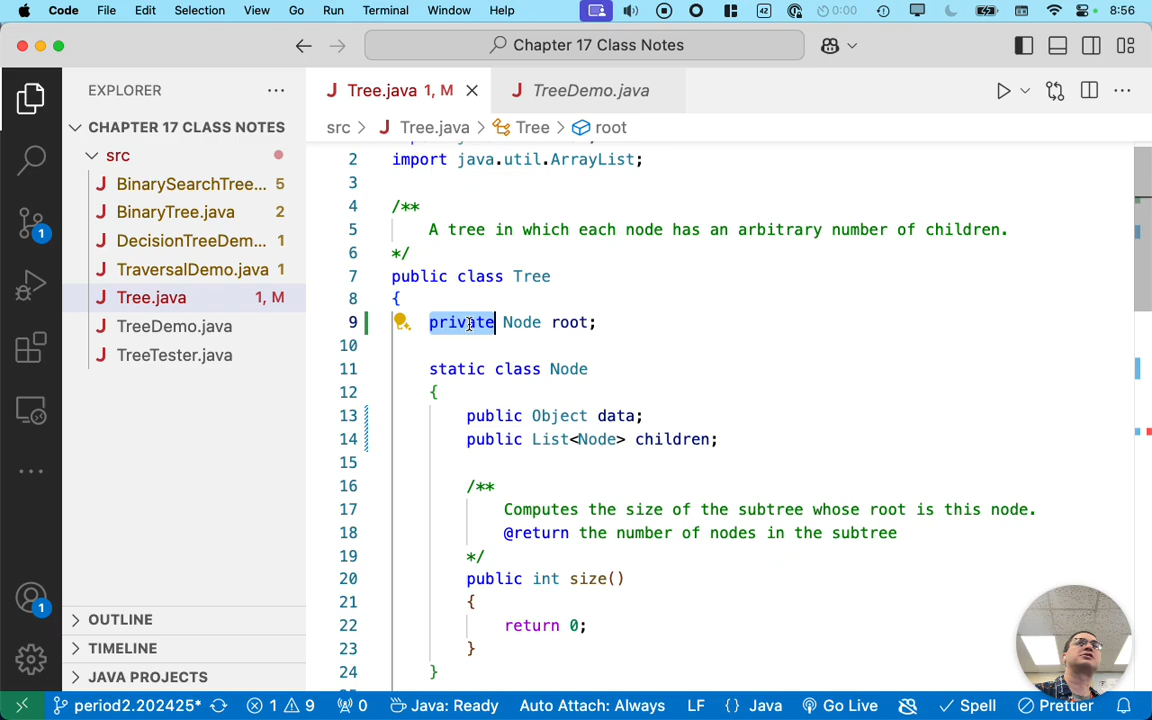 Code File Edit Selection View Go Run Terminal Window Help 42 0:00 8:56
Chapter 17 Class Notes
EXPLORER
CHAPTER 17 CLASS NOTES
src
BinarySearchTree... 5
BinaryTree.java 2
DecisionTreeDem... 1
TraversalDemo.java 1
Tree.java 1, M
TreeDemo.java
TreeTester.java
OUTLINE
TIMELINE
JAVA PROJECTS
1
1
Tree.java 1, M
TreeDemo.java
src > Tree.java > Tree > root
2 import java.util.ArrayList;
3
4 /**
5 A tree in which each node has an arbitrary number of children.
6 */
7 public class Tree
8 {
9 private Node root;
10
11 static class Node
12 {
13 public Object data;
14 public List<Node> children;
15
16 /**
17 Computes the size of the subtree whose root is this node.
18 @return the number of nodes in the subtree
19 */
20 public int size()
21 {
22 return 0;
23 }
24 }
period2.202425* 1 9 0 Java: Ready Auto Attach: Always LF {} Java Go Live Spell Prettier